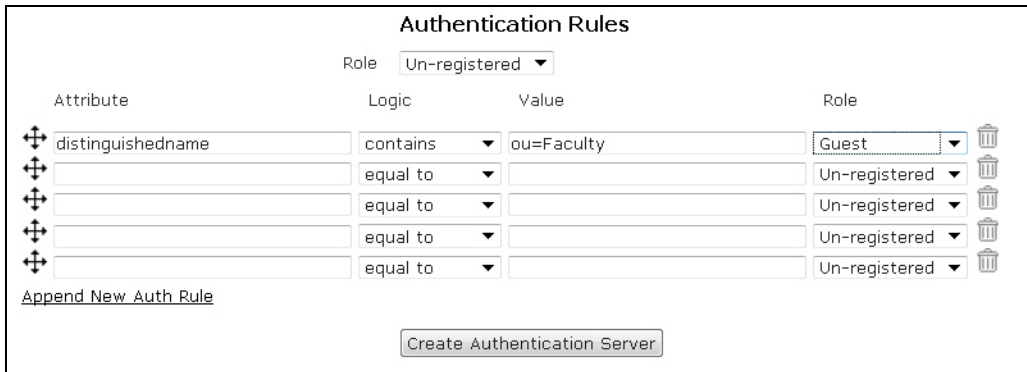 Authentication Rules
Role Un-registered
Attribute Logic Value Role
distinguishedname contains ou=Faculty Guest
equal to Un-registered
equal to Un-registered
equal to Un-registered
equal to Un-registered
Append New Auth Rule
Create Authentication Server